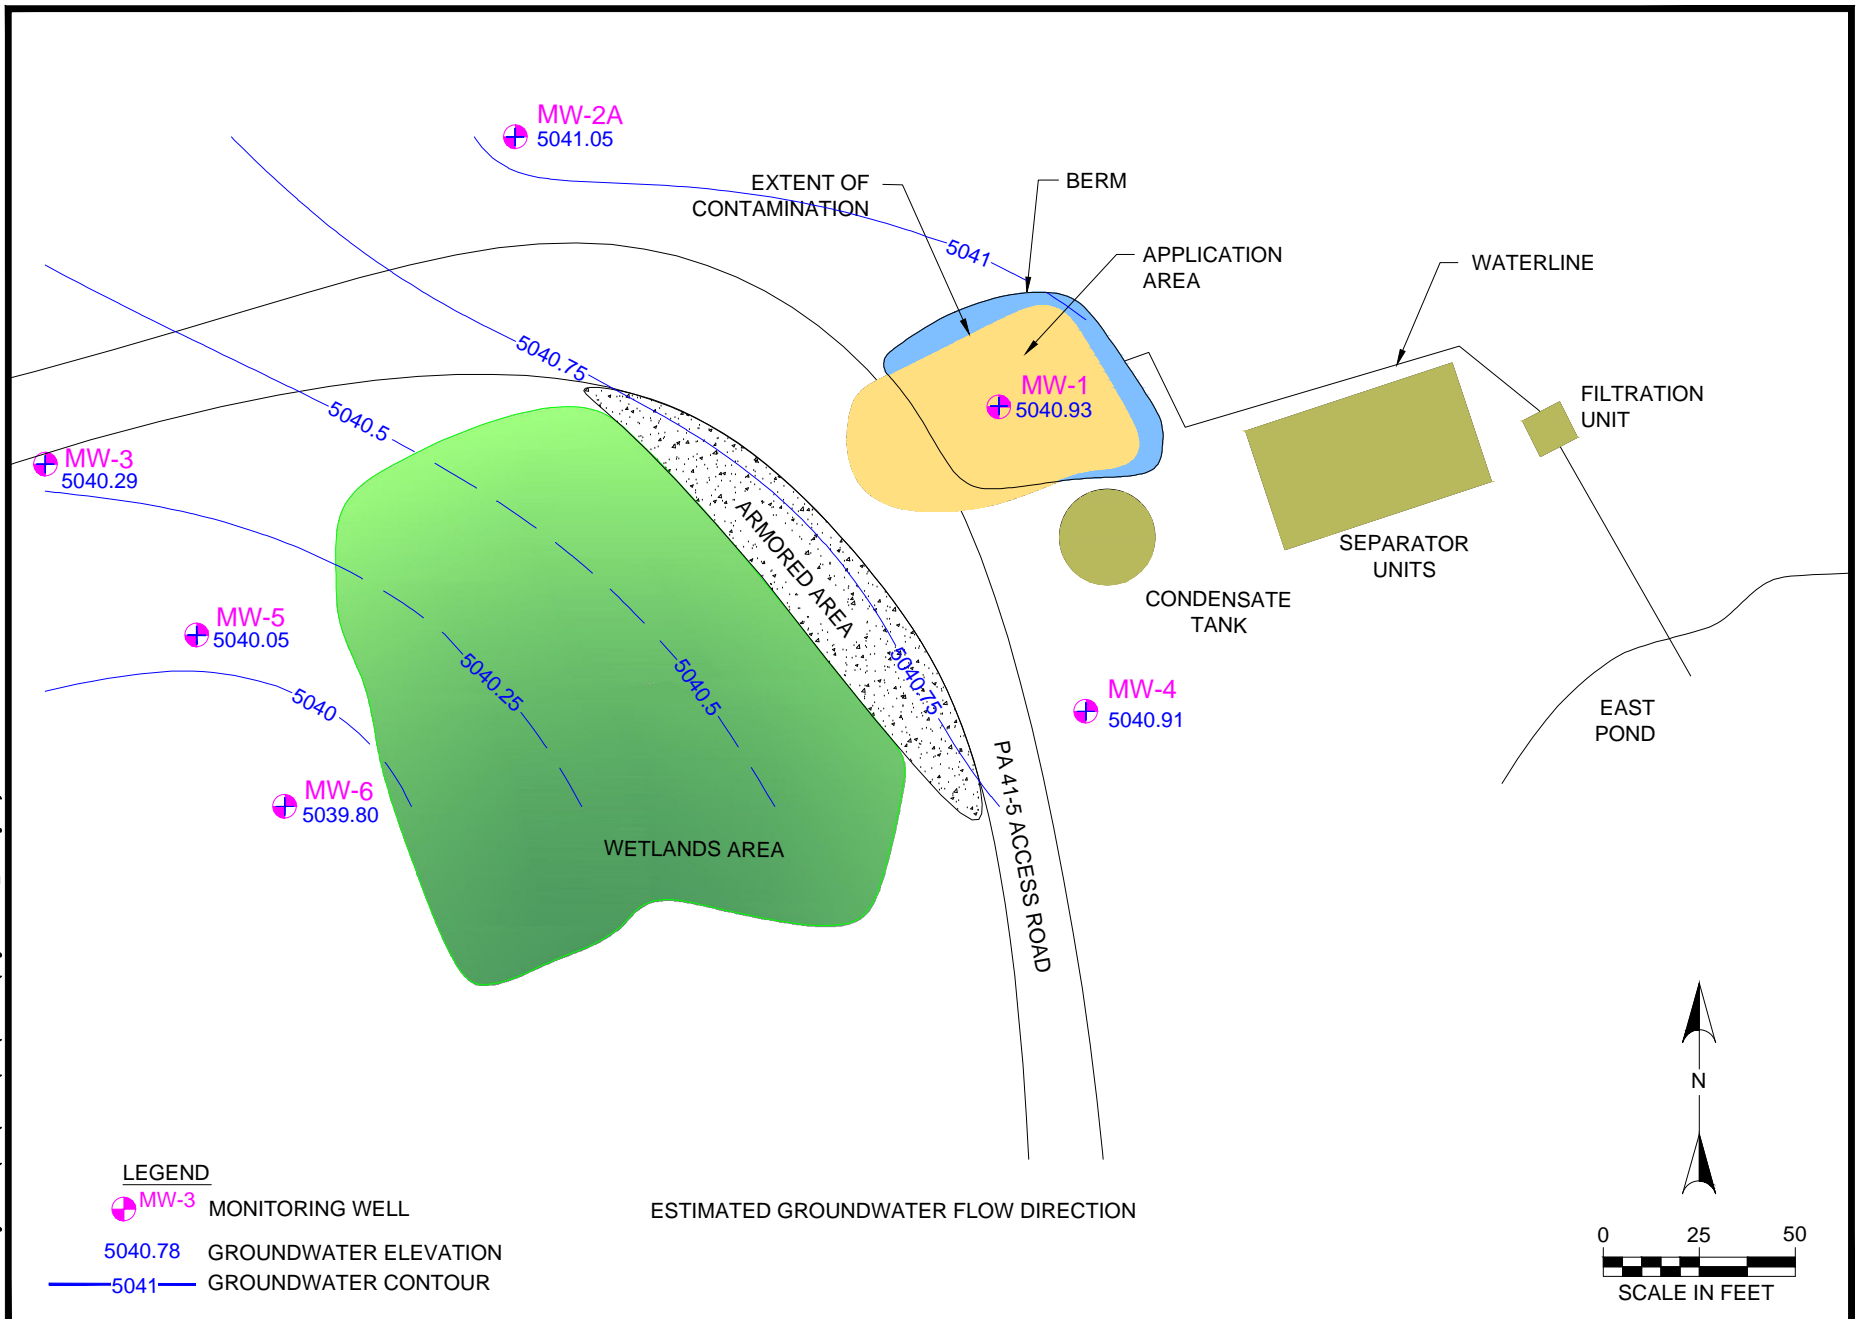 MW-2A
5041.05
EXTENT OF
CONTAMINATION
BERM
5041
APPLICATION
AREA
WATERLINE
5040.75
MW-1
5040.93
FILTRATION
UNIT
5040.5
MW-3
5040.29
ARMORED AREA
SEPARATOR
UNITS
CONDENSATE
TANK
MW-5
5040.05
5040.25
5040.5
5040.75
5040
MW-4
5040.91
EAST
POND
MW-6
5039.80
WETLANDS AREA
PA 41-5 ACCESS ROAD
N
LEGEND
MW-3 MONITORING WELL
5040.78 GROUNDWATER ELEVATION
5041 GROUNDWATER CONTOUR
ESTIMATED GROUNDWATER FLOW DIRECTION
0 25 50
SCALE IN FEET